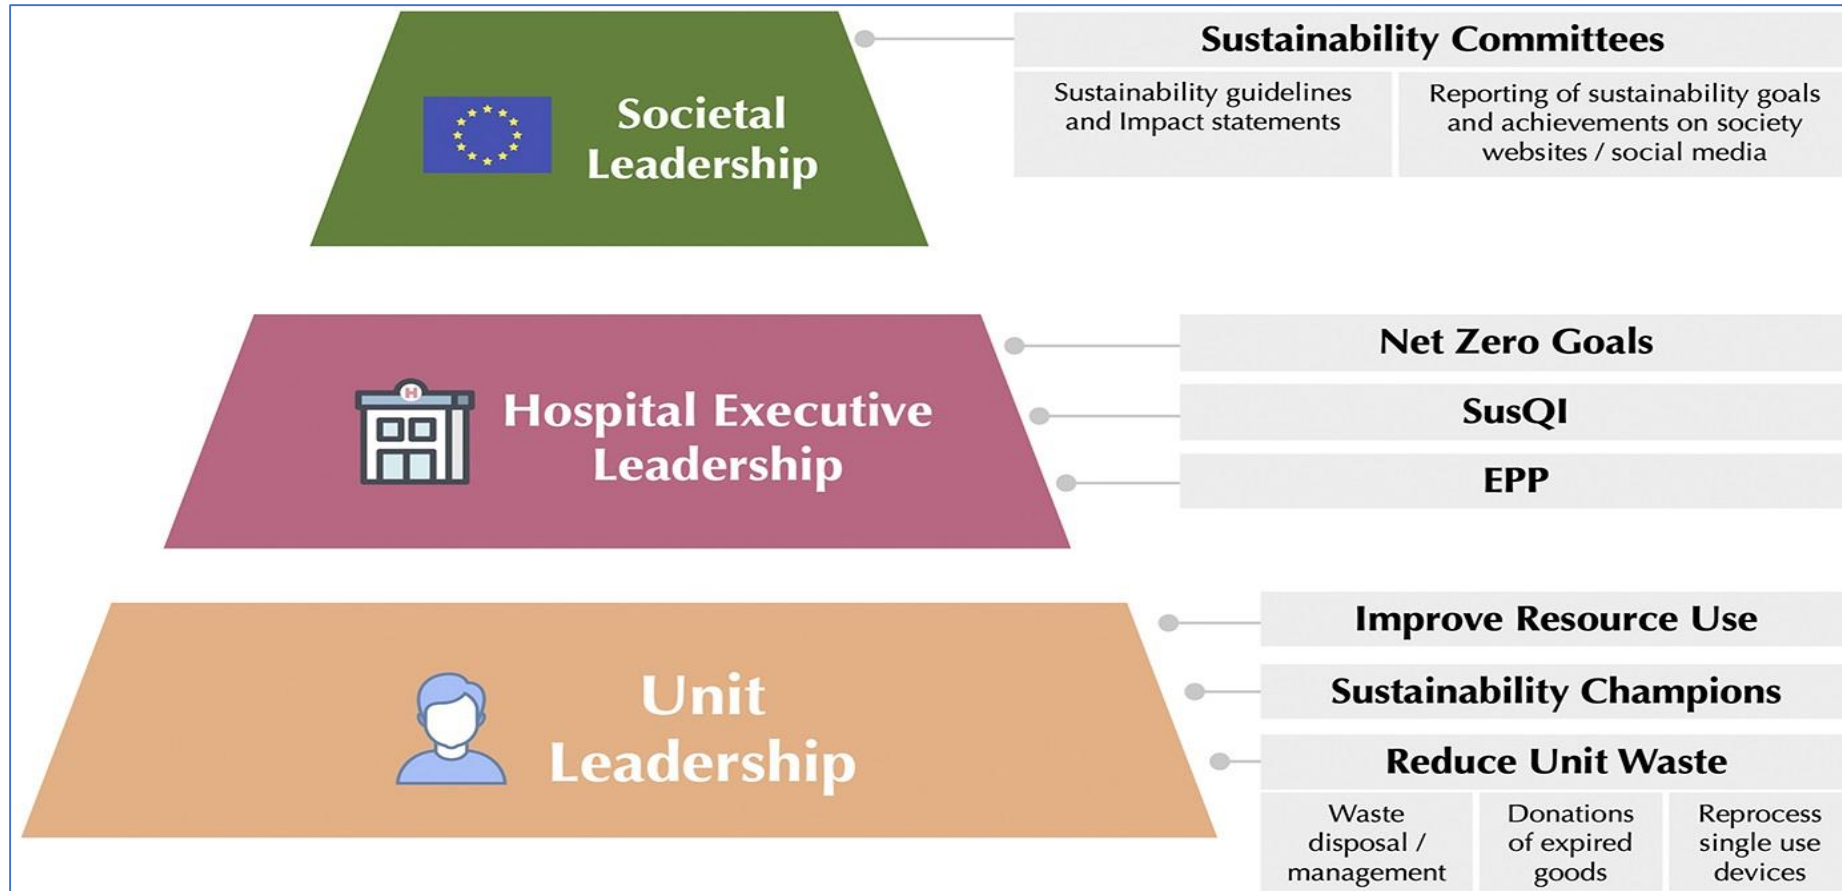 Societal
Leadership
Sustainability Committees
Sustainability guidelines
and Impact statements
Reporting of sustainability goals
and achievements on society
websites / social media
H
Hospital Executive
Leadership
Net Zero Goals
SusQI
EPP
Unit
Leadership
Improve Resource Use
Sustainability Champions
Reduce Unit Waste
Waste
disposal /
management
Donations
of expired
goods
Reprocess
single use
devices